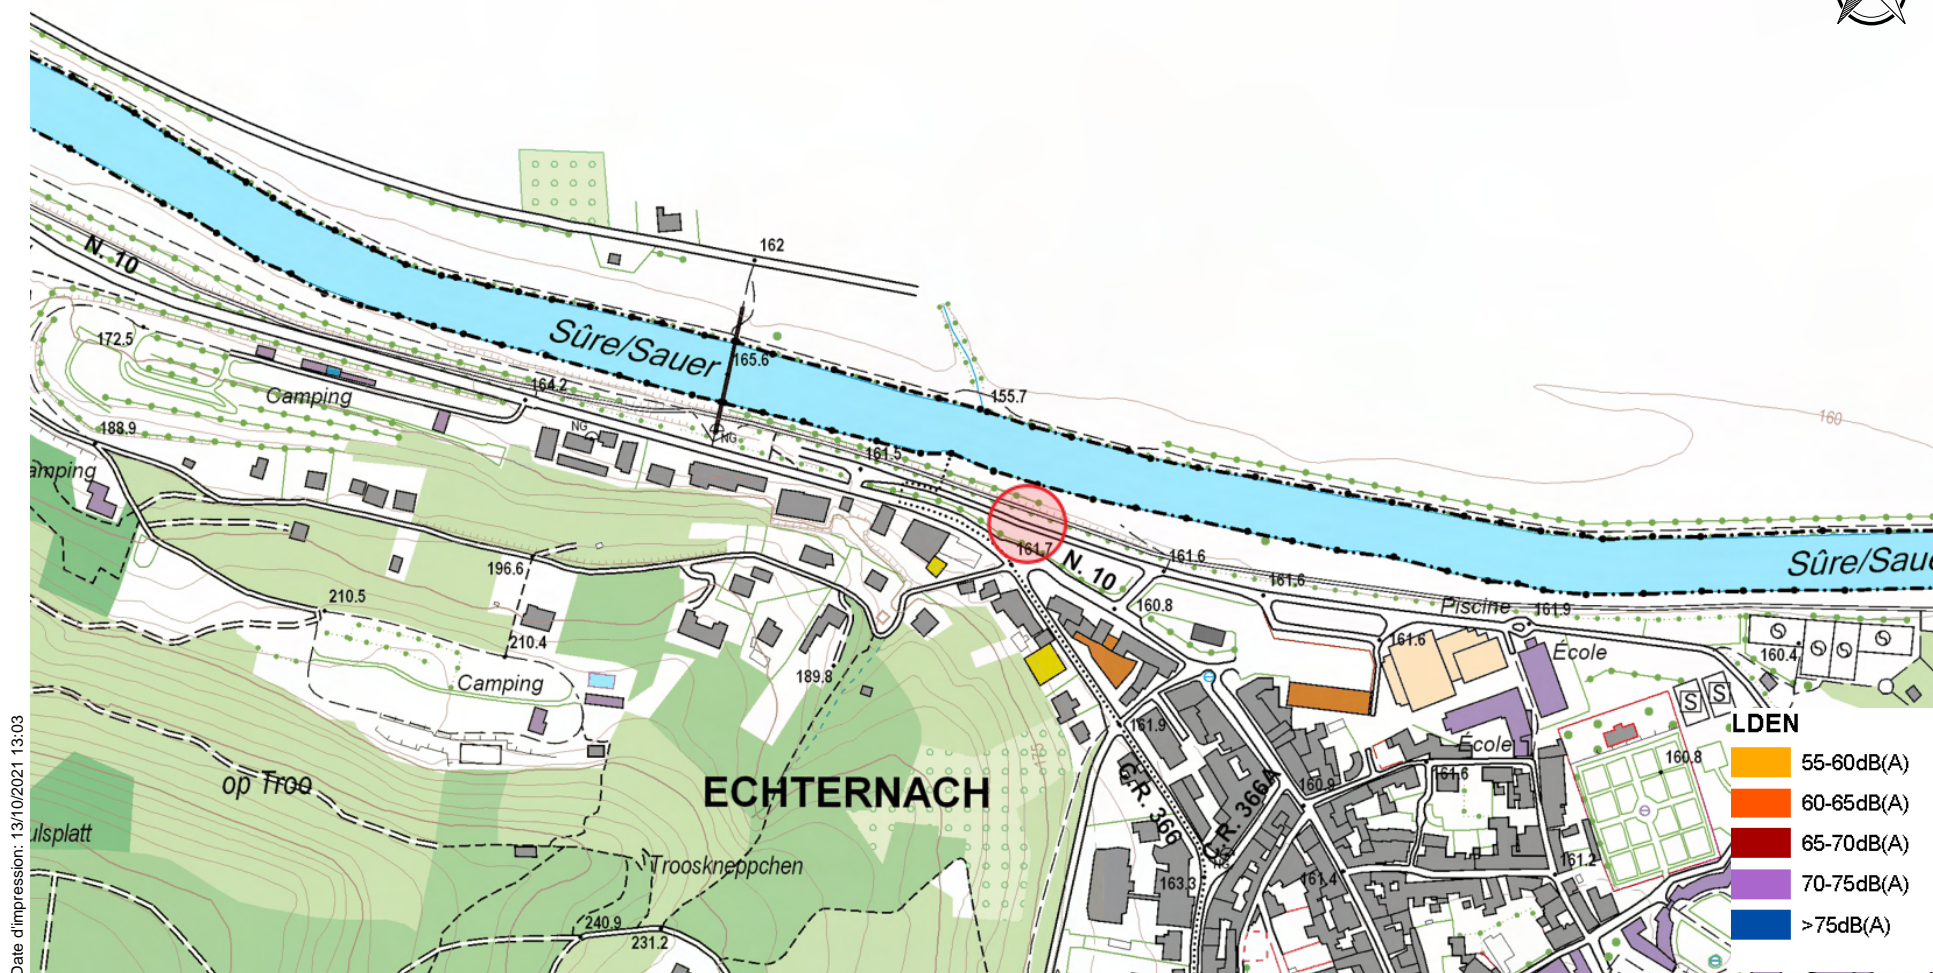 162
N. 10
Sûre/Sauer
165.6
172.5
164.2
Camping
155.7
160
188.9
NG
NG
161.5
amping
161.7
N. 10
161.6
161.6
Sûre/Saue
196.6
210.5
160.8
Piscine
161.9
210.4
161.6
École
160.4
189.8
Camping
S
S
161.9
LDEN
École
160.8
55-60dB(A)
op Troo
ECHTERNACH
175
C.R. 366
C.R. 366A
160.9
161.6
60-65dB(A)
ulsplatt
65-70dB(A)
Trooskneppchen
161.2
163.3
161.4
70-75dB(A)
240.9
231.2
>75dB(A)
Date d'impression: 13/10/2021 13:03